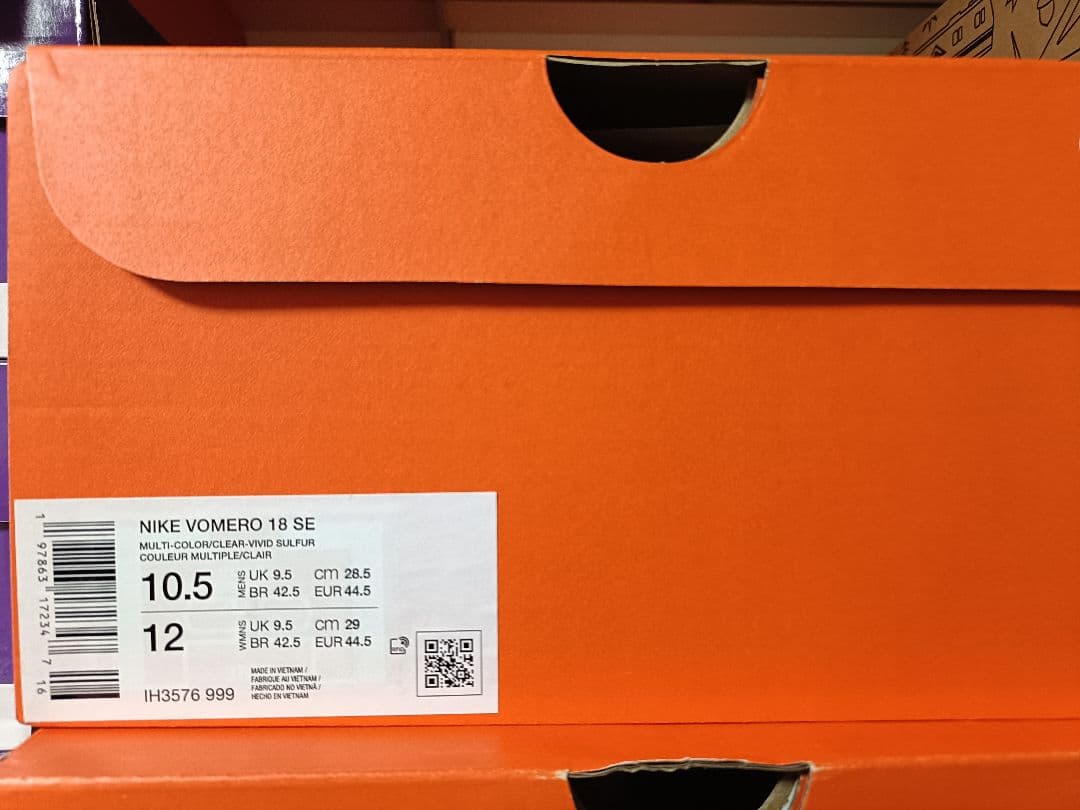 NIKE VOMERO 18 SE
MULTI-COLOR/CLEAR-VIVID SULFUR
COULEUR MULTIPLE/CLAIR
10.5 MENS UK 9.5 cm 28.5
BR 42.5 EUR 44.5
12 WMNS UK 9.5 cm 29
BR 42.5 EUR 44.5
MADE IN VIETNAM /
FABRIQUE AU VIETNAM /
FABRICADO NO VIETNÃ /
HECHO EN VIETNAM
IH3576 999
1 97863 17234 7 16
RFID